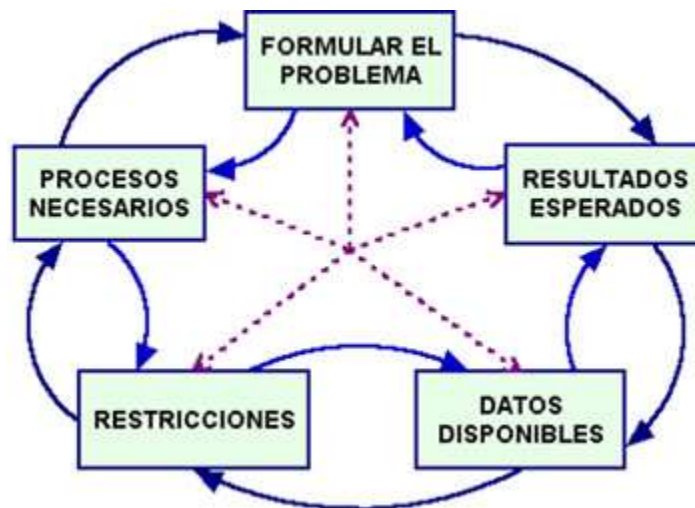 FORMULAR EL
PROBLEMA
PROCESOS
NECESARIOS
RESULTADOS
ESPERADOS
RESTRICCIONES
DATOS
DISPONIBLES